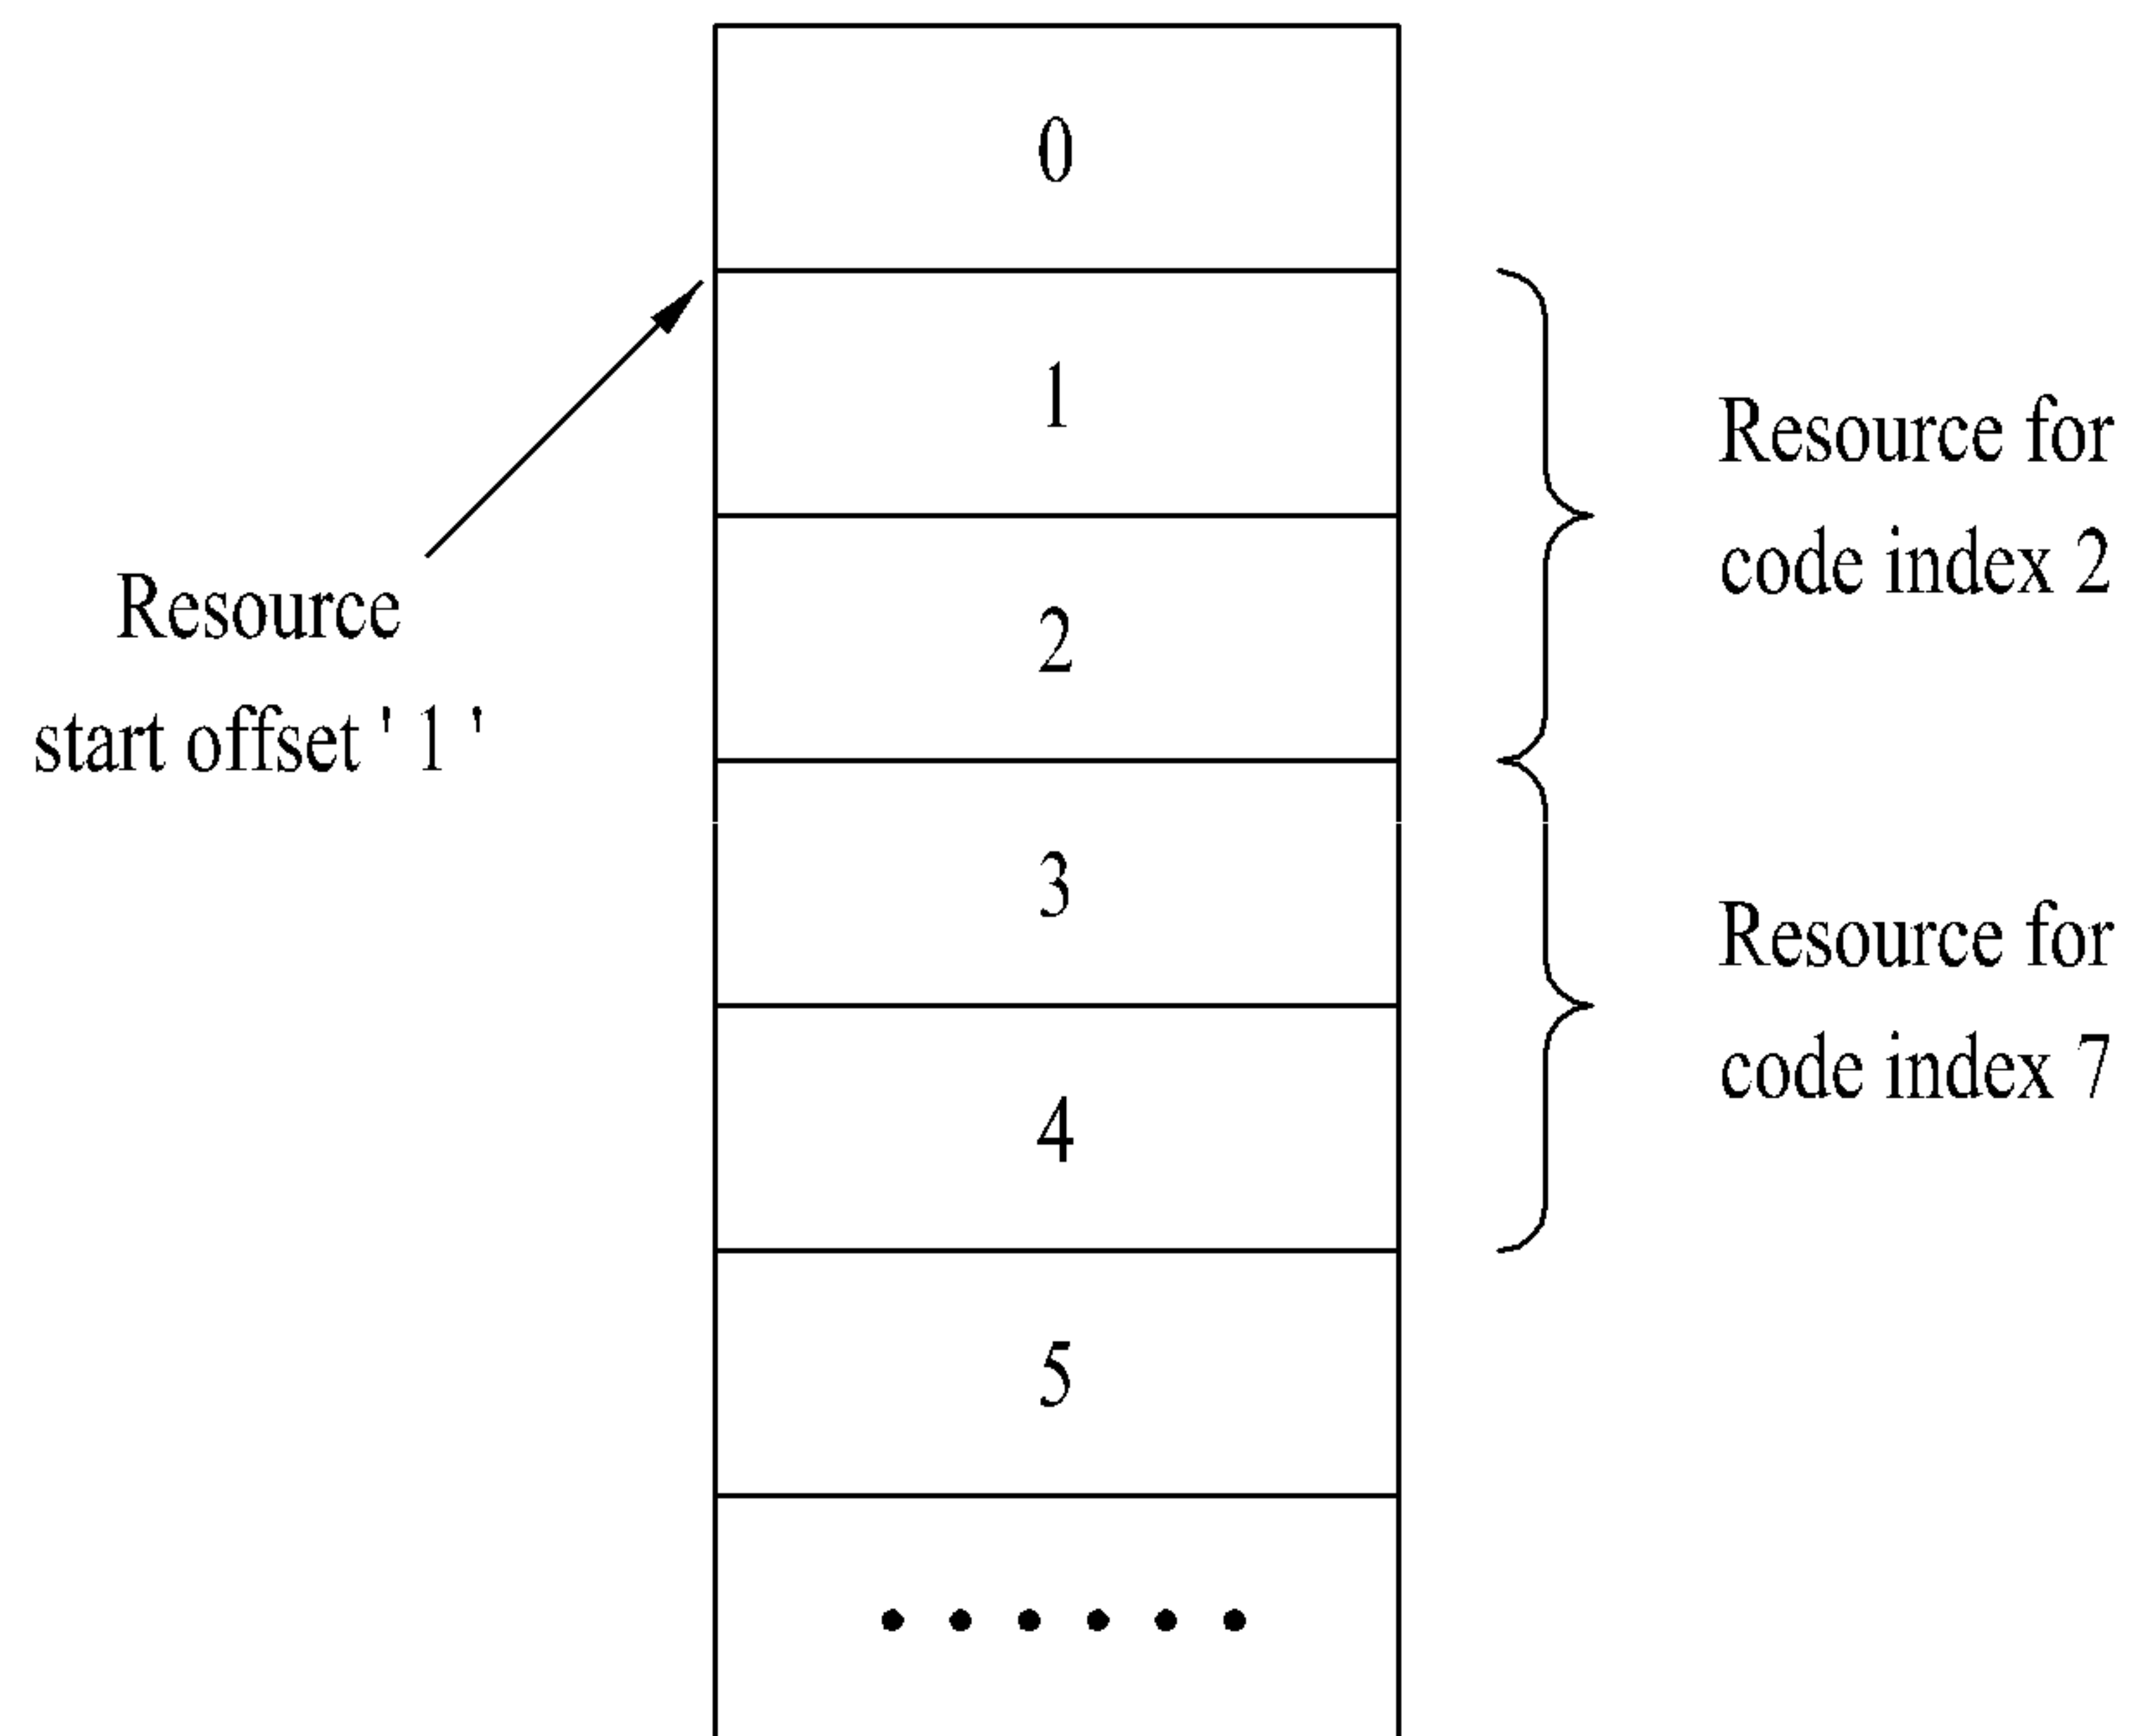 0
1
2
3
4
5
......
Resource
start offset ' 1 '
Resource for
code index 2
Resource for
code index 7